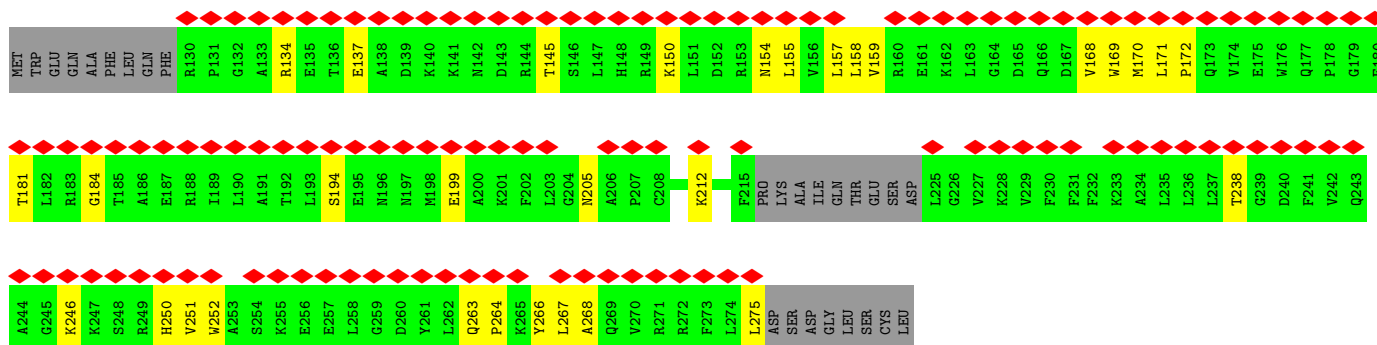 MET TRP GLU GLN ALA PHE LEU GLN PHE R130 P131 G132 A133 R134 E135 T136 E137 A138 D139 K140 K141 N142 D143 R144 T145 S146 L147 H148 R149 K150 L151 D152 R153 N154 L155 V156 L157 L158 V159 R160 E161 K162 L163 G164 D165 Q166 D167 V168 W169 M170 L171 P172 Q173 V174 E175 W176 Q177 P178 G179
T181 L182 R183 G184 T185 A186 E187 R188 I189 L190 A191 T192 L193 S194 E195 N196 N197 M198 E199 A200 K201 F202 L203 G204 N205 A206 P207 C208 K212 F215 PRO LYS ALA ILE GLN THR GLU SER ASP L225 G226 V227 K228 V229 F230 F231 F232 K233 A234 L235 L236 L237 T238 G239 D240 F241 V242 Q243
A244 G245 K246 K247 S248 R249 H250 V251 W252 A253 S254 K255 E256 E257 L258 G259 D260 Y261 L262 Q263 P264 K265 Y266 L267 A268 Q269 V270 R271 R272 F273 L274 L275 ASP SER ASP GLY LEU SER CYS LEU